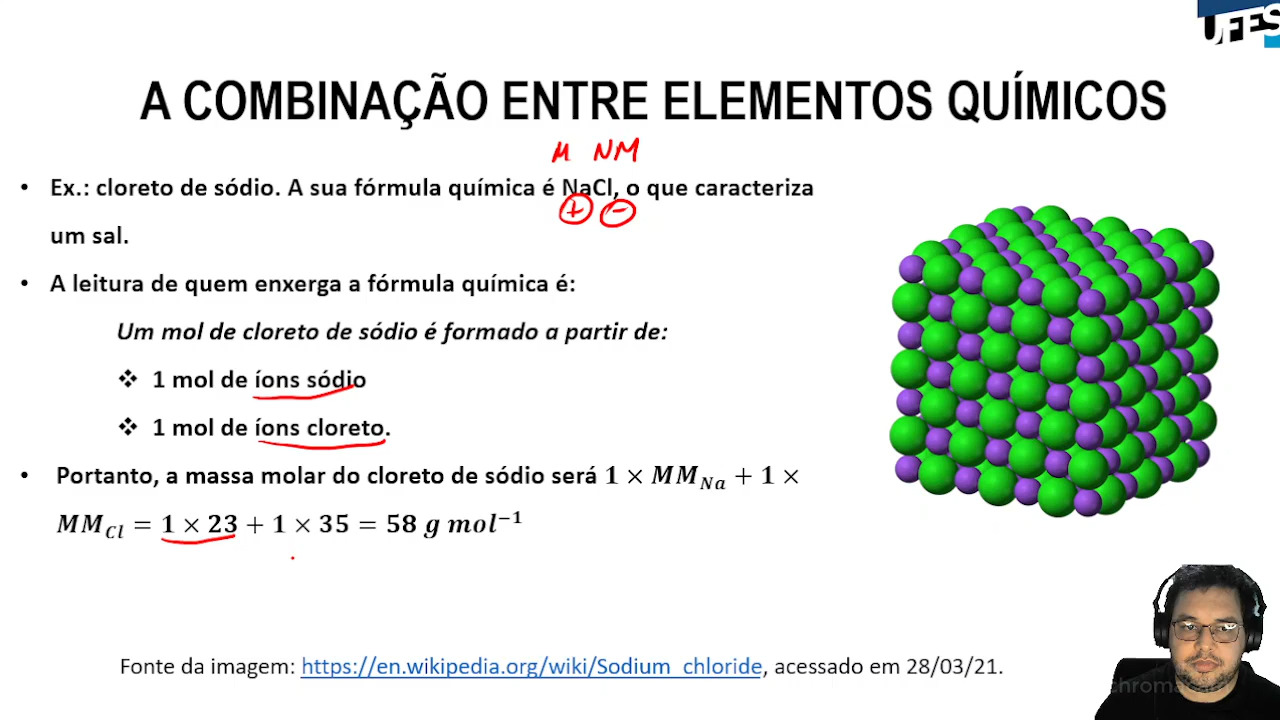 UFES
A COMBINAÇÃO ENTRE ELEMENTOS QUÍMICOS
M NM
• Ex.: cloreto de sódio. A sua fórmula química é NaCl, o que caracteriza
+ −
um sal.
• A leitura de quem enxerga a fórmula química é:
Um mol de cloreto de sódio é formado a partir de:
❖ 1 mol de íons sódio
❖ 1 mol de íons cloreto.
• Portanto, a massa molar do cloreto de sódio será 1 × MM_Na + 1 ×
MM_Cl = 1 × 23 + 1 × 35 = 58 g mol⁻¹
Fonte da imagem: https://en.wikipedia.org/wiki/Sodium_chloride, acessado em 28/03/21.